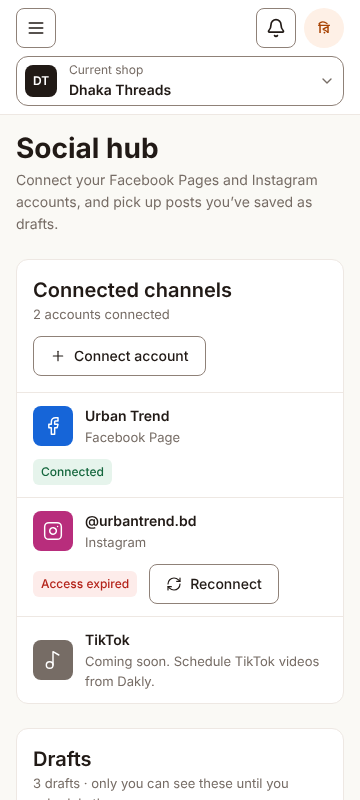 রি
DT
Current shop
Dhaka Threads
Social hub
Connect your Facebook Pages and Instagram
accounts, and pick up posts you've saved as
drafts.
Connected channels
2 accounts connected
Connect account
Urban Trend
Facebook Page
Connected
@urbantrend.bd
Instagram
Access expired
Reconnect
TikTok
Coming soon. Schedule TikTok videos
from Dakly.
Drafts
3 drafts · only you can see these until you